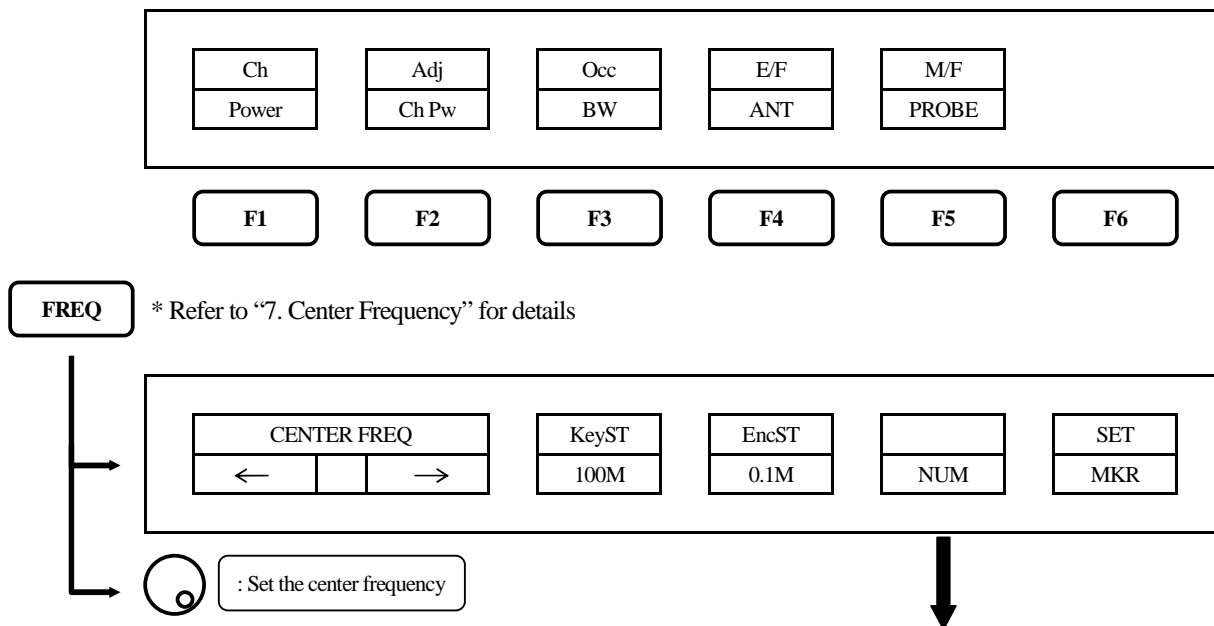 Ch Adj Occ E/F M/F
Power Ch Pw BW ANT PROBE
F1 F2 F3 F4 F5 F6
FREQ * Refer to “7. Center Frequency” for details
CENTER FREQ KeyST EncST SET
← → 100M 0.1M NUM MKR
: Set the center frequency